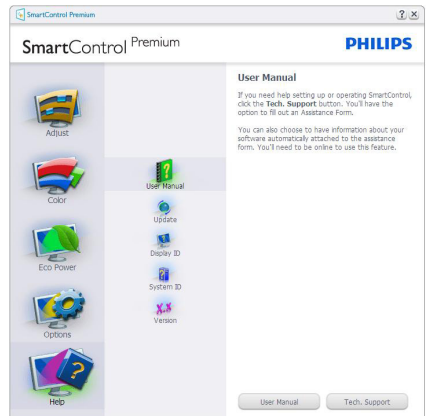 SmartControl Premium
SmartControl Premium
PHILIPS
Adjust
Color
Eco Power
Options
Help
User Manual
Update
Display ID
System ID
X.X
Version
User Manual
If you need help setting up or operating SmartControl,
click the Tech. Support button. You'll have the
option to fill out an Assistance Form.
You can also choose to have information about your
software automatically attached to the assistance
form. You'll need to be online to use this feature.
User Manual
Tech. Support